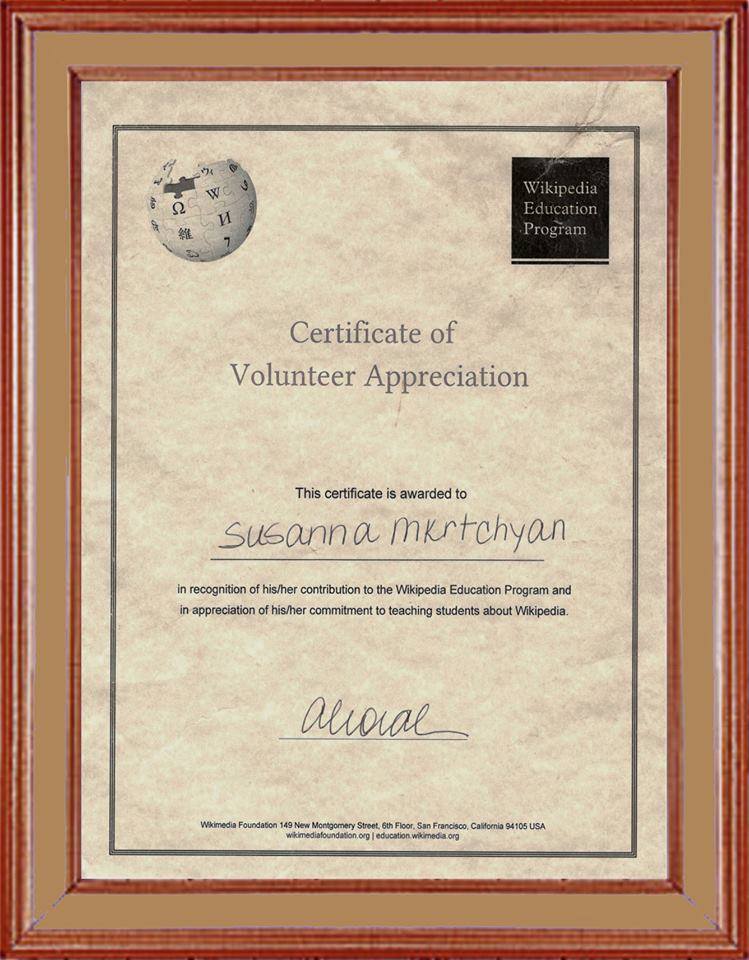 Wikipedia
Education
Program
Certificate of
Volunteer Appreciation
This certificate is awarded to
Susanna Mkrtchyan
in recognition of his/her contribution to the Wikipedia Education Program and
in appreciation of his/her commitment to teaching students about Wikipedia.
Wikimedia Foundation 149 New Montgomery Street, 6th Floor, San Francisco, California 94105 USA
wikimediafoundation.org | education.wikimedia.org